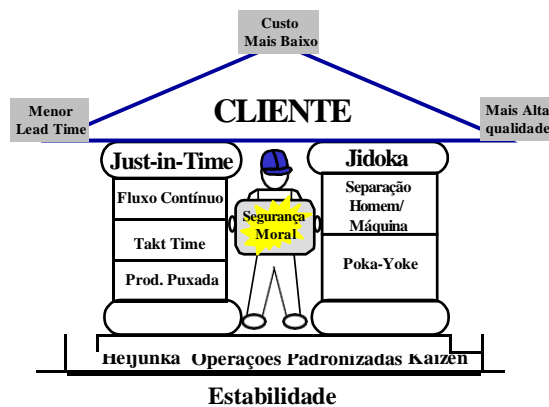 Custo
Mais Baixo
Menor
Lead Time
CLIENTE
Mais Alta
qualidade
Just-in-Time
Jidoka
Fluxo Contínuo
Takt Time
Prod. Puxada
Segurança
Moral
Separação
Homem/
Máquina
Poka-Yoke
Heijunka Operações Padronizadas Kaizen
Estabilidade